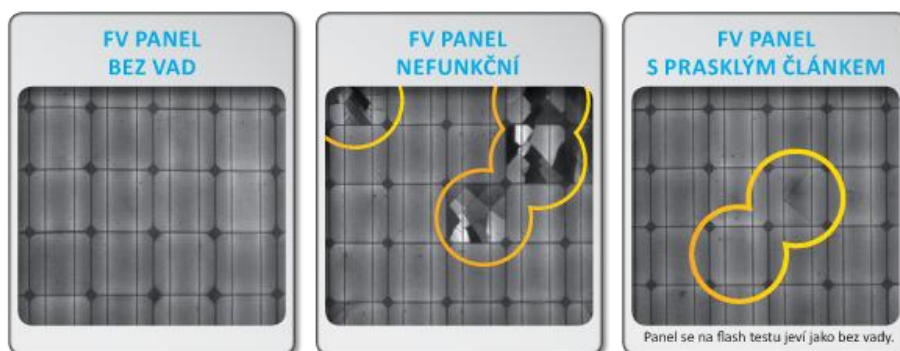 FV PANEL
BEZ VAD
FV PANEL
NEFUNKČNÍ
FV PANEL
S PRASKLÝM ČLÁNKEM
Panel se na flash testu jeví jako bez vady.